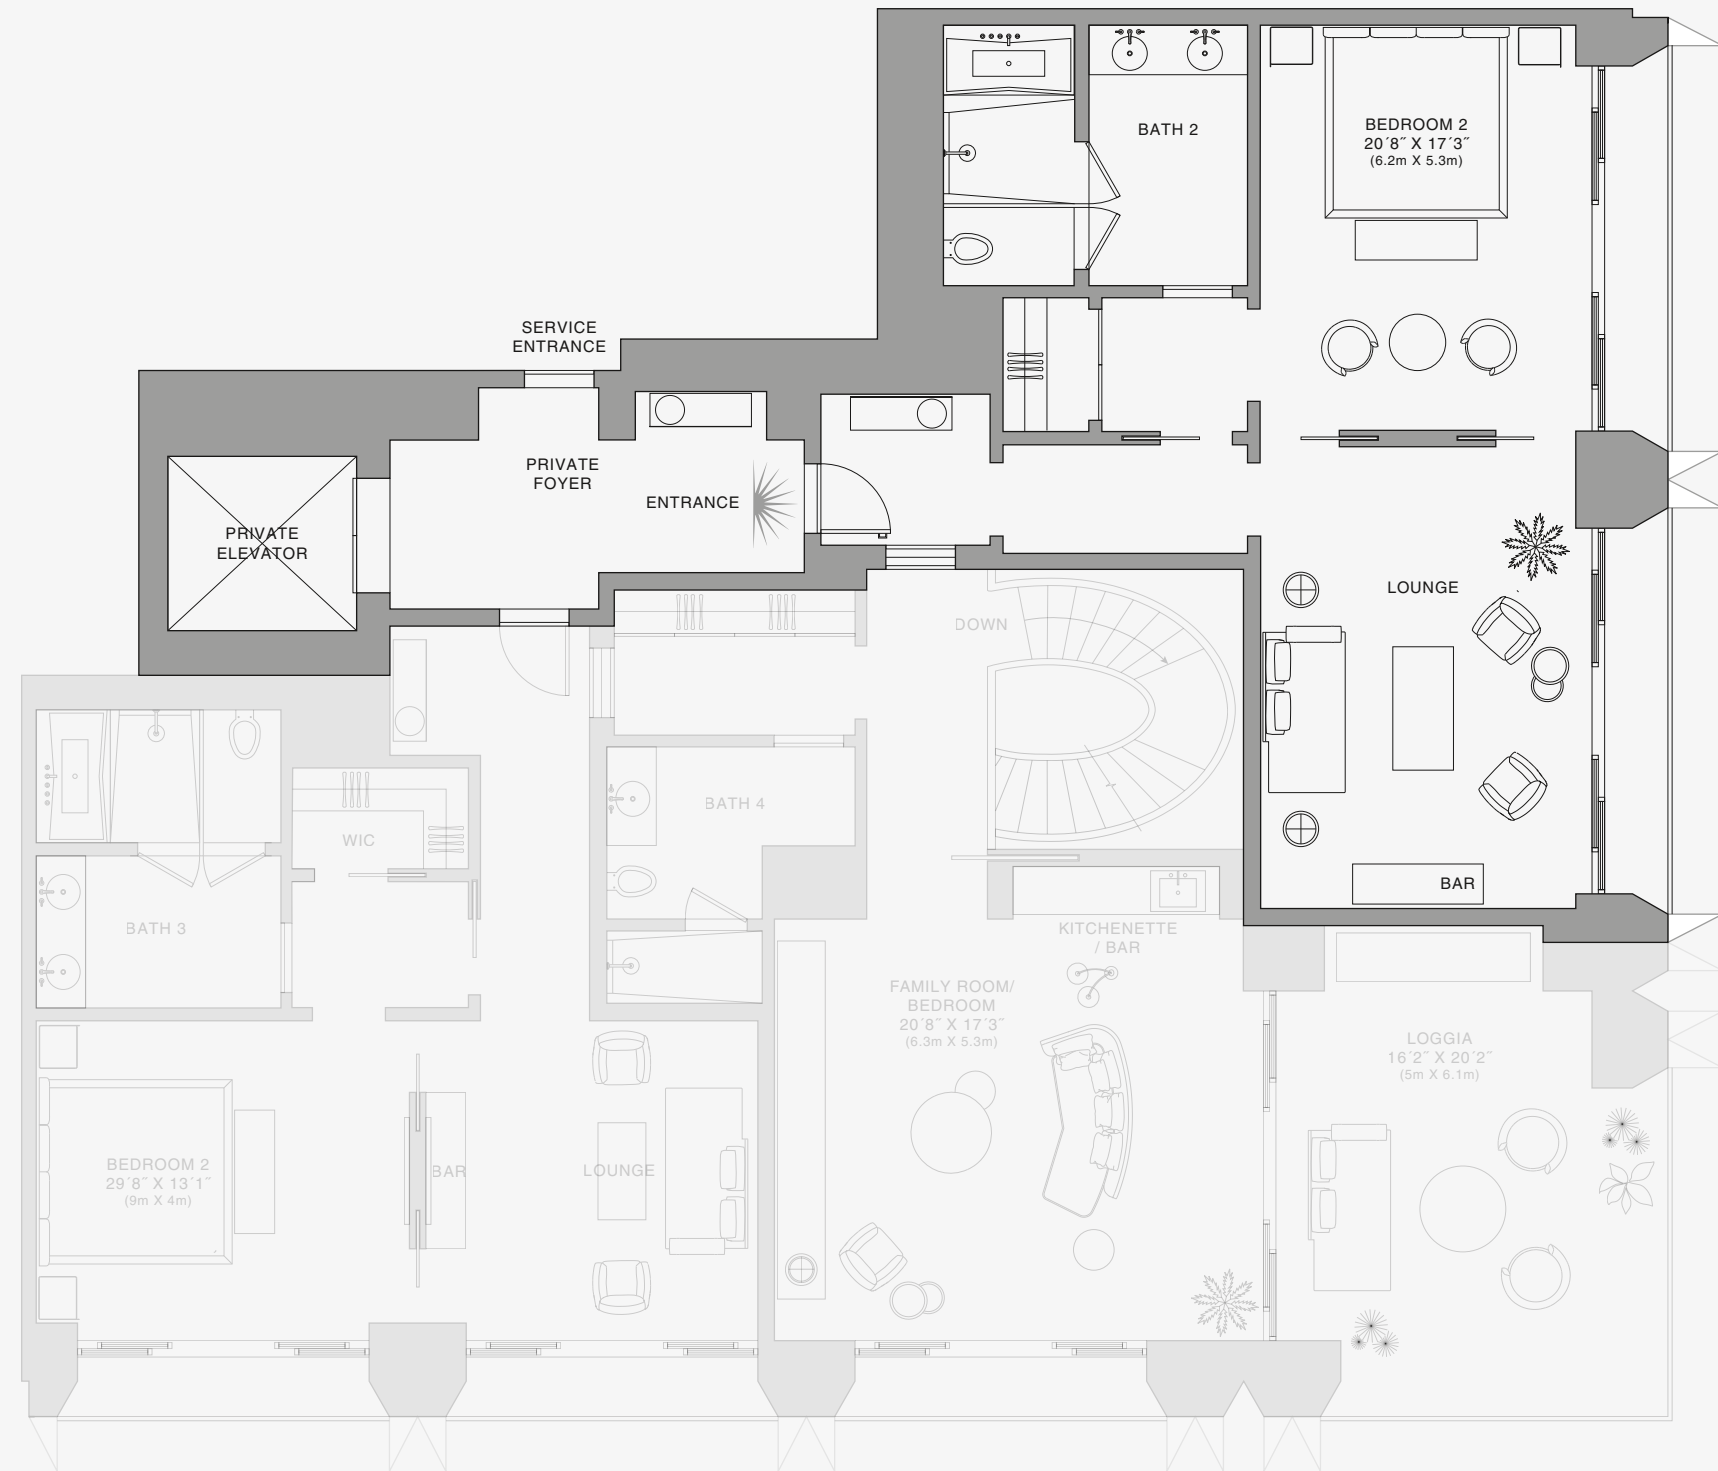 BATH 2
BEDROOM 2
20´8˝ X 17´3˝
(6.2m X 5.3m)
SERVICE
ENTRANCE
PRIVATE
FOYER
ENTRANCE
PRIVATE
ELEVATOR
LOUNGE
DOWN
BATH 4
WIC
BAR
BATH 3
KITCHENETTE
/ BAR
FAMILY ROOM/
BEDROOM
20´8˝ X 17´3˝
(6.3m X 5.3m)
LOGGIA
16´2˝ X 20´2˝
(5m X 6.1m)
BEDROOM 2
29´8˝ X 13´1˝
(9m X 4m)
BAR
LOUNGE